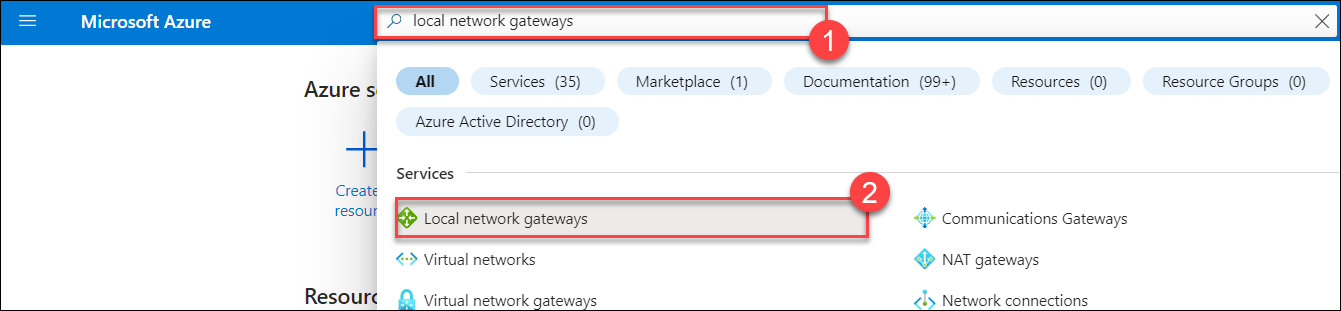 Microsoft Azure
local network gateways
1
All
Services (35)
Marketplace (1)
Documentation (99+)
Resources (0)
Resource Groups (0)
Azure Active Directory (0)
Azure se
Create
resour
Services
2
Local network gateways
Communications Gateways
Virtual networks
NAT gateways
Resourc
Virtual network gateways
Network connections